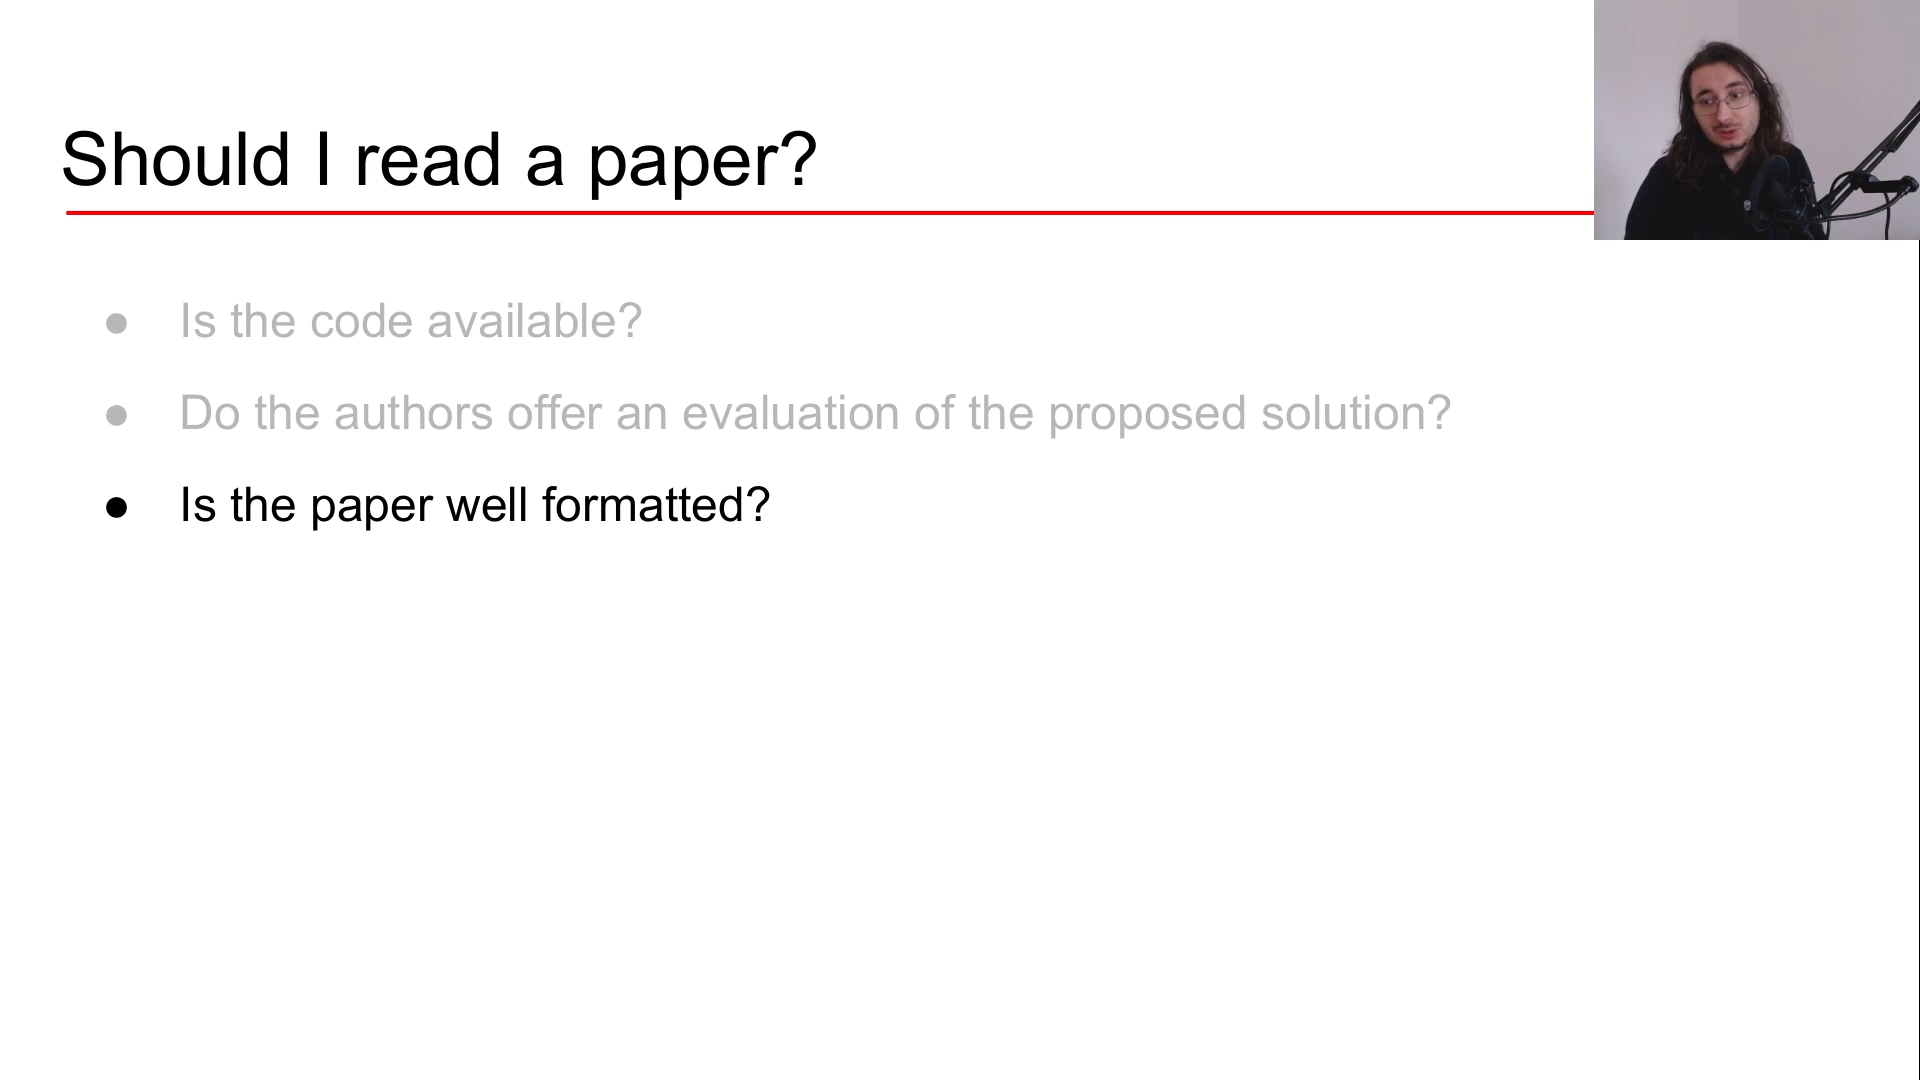 Should I read a paper?
● Is the code available?
● Do the authors offer an evaluation of the proposed solution?
● Is the paper well formatted?